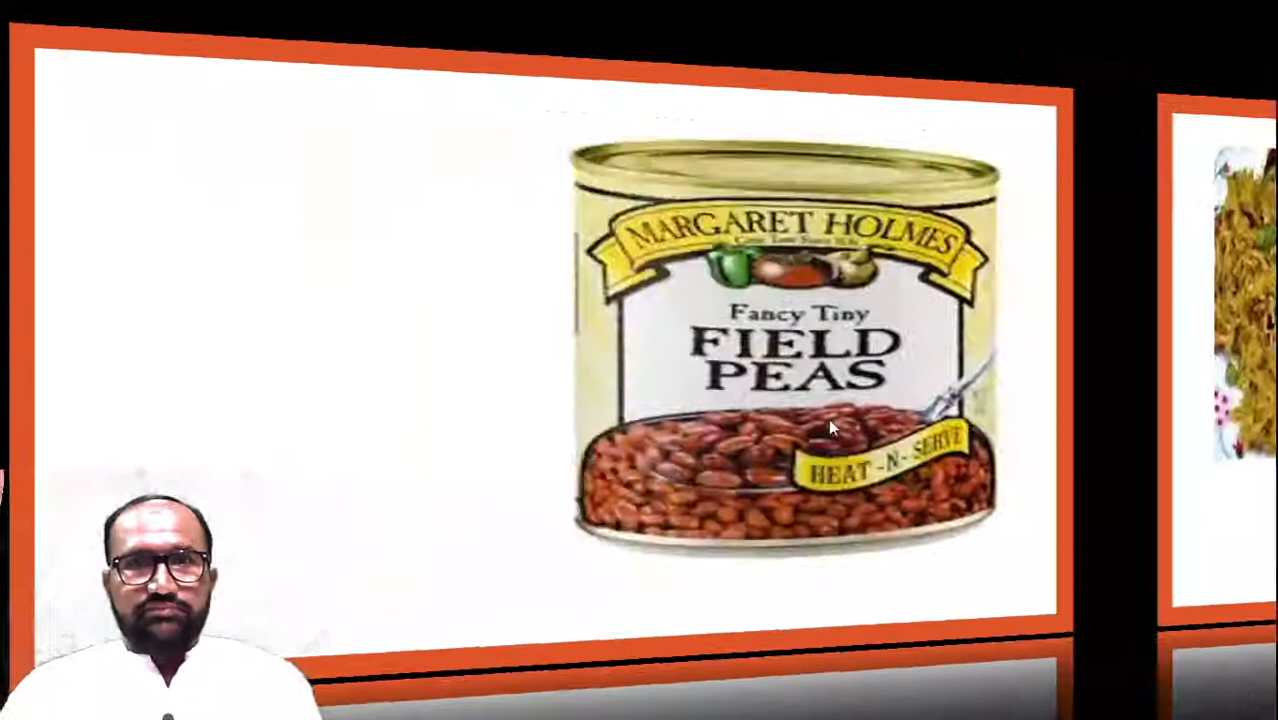 MARGARET HOLMES
Fancy Tiny
FIELD
PEAS
HEAT -N- SERVE